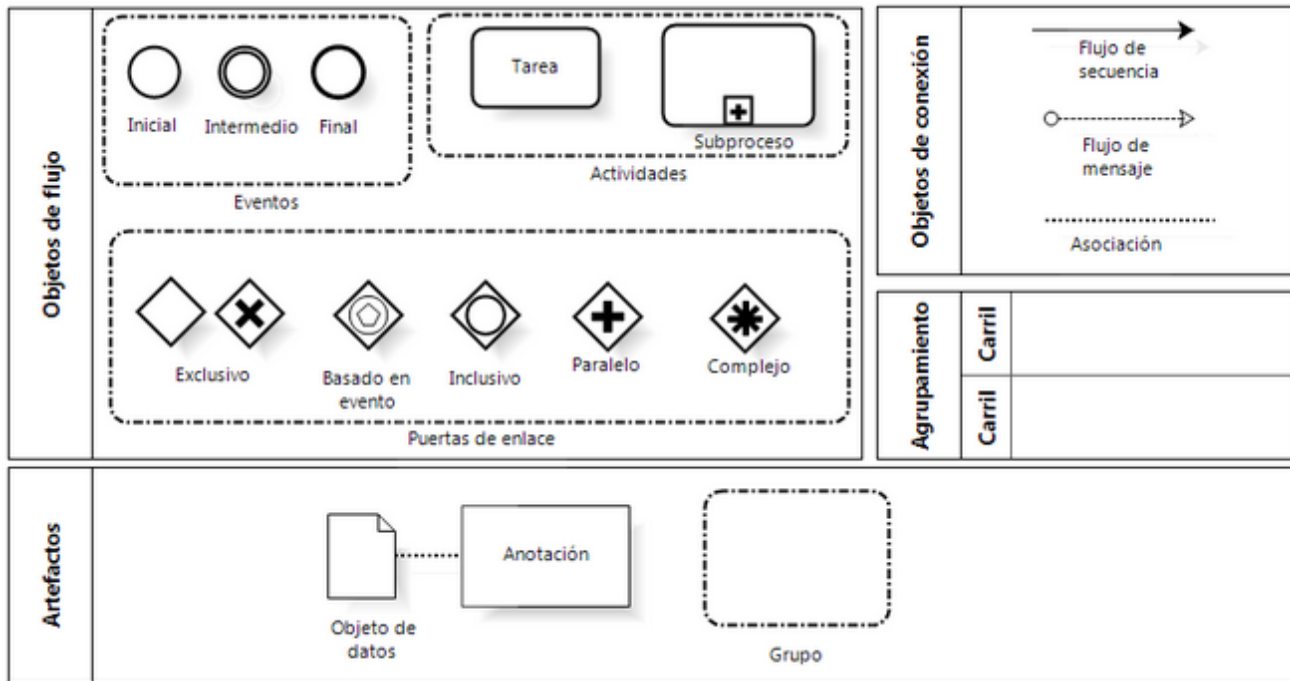 Objetos de flujo
Inicial
Intermedio
Final
Eventos
Tarea
Subproceso
Actividades
Exclusivo
Basado en
evento
Inclusivo
Paralelo
Complejo
Puertas de enlace
Objetos de conexión
Flujo de
secuencia
Flujo de
mensaje
Asociación
Agrupamiento
Carril
Carril
Artefactos
Objeto de
datos
Anotación
Grupo